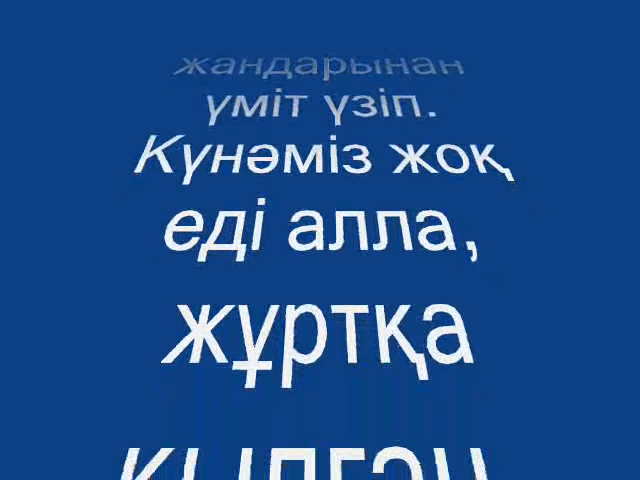 жандарынан
үміт үзіп.
Күнәміз жоқ
еді алла,
жұртқа